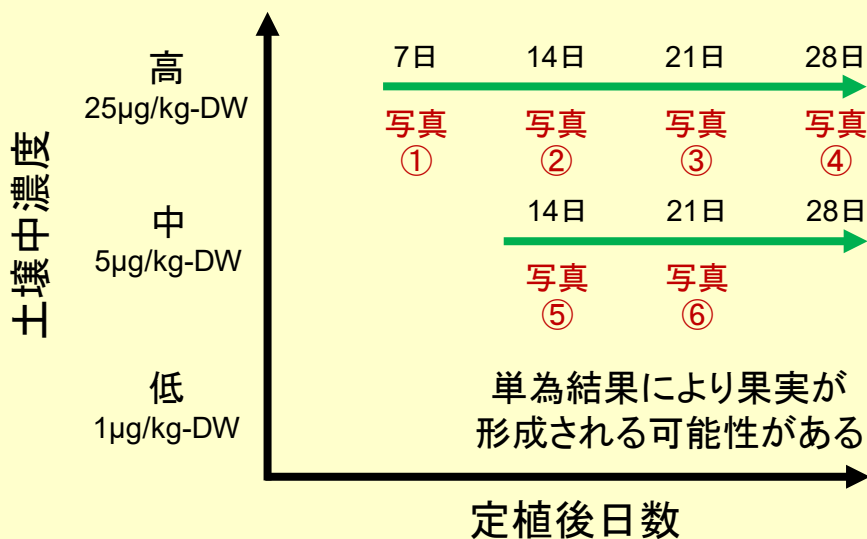 土壌中濃度
高
25μg/kg-DW
7日 14日 21日 28日
写真 写真 写真 写真
① ② ③ ④
中
5μg/kg-DW
14日 21日 28日
写真 写真
⑤ ⑥
低
1μg/kg-DW
単為結果により果実が
形成される可能性がある
定植後日数